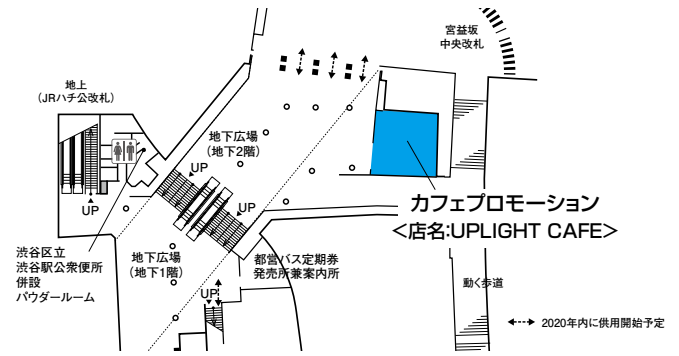 宮益坂
中央改札
地上
（JRハチ公改札）
地下広場
（地下2階）
UP
UP
UP
カフェプロモーション
<店名:UPLIGHT CAFE>
渋谷区立
渋谷駅公衆便所
併設
パウダールーム
地下広場
（地下1階）
都営バス定期券
発売所兼案内所
UP
動く歩道
2020年内に供用開始予定